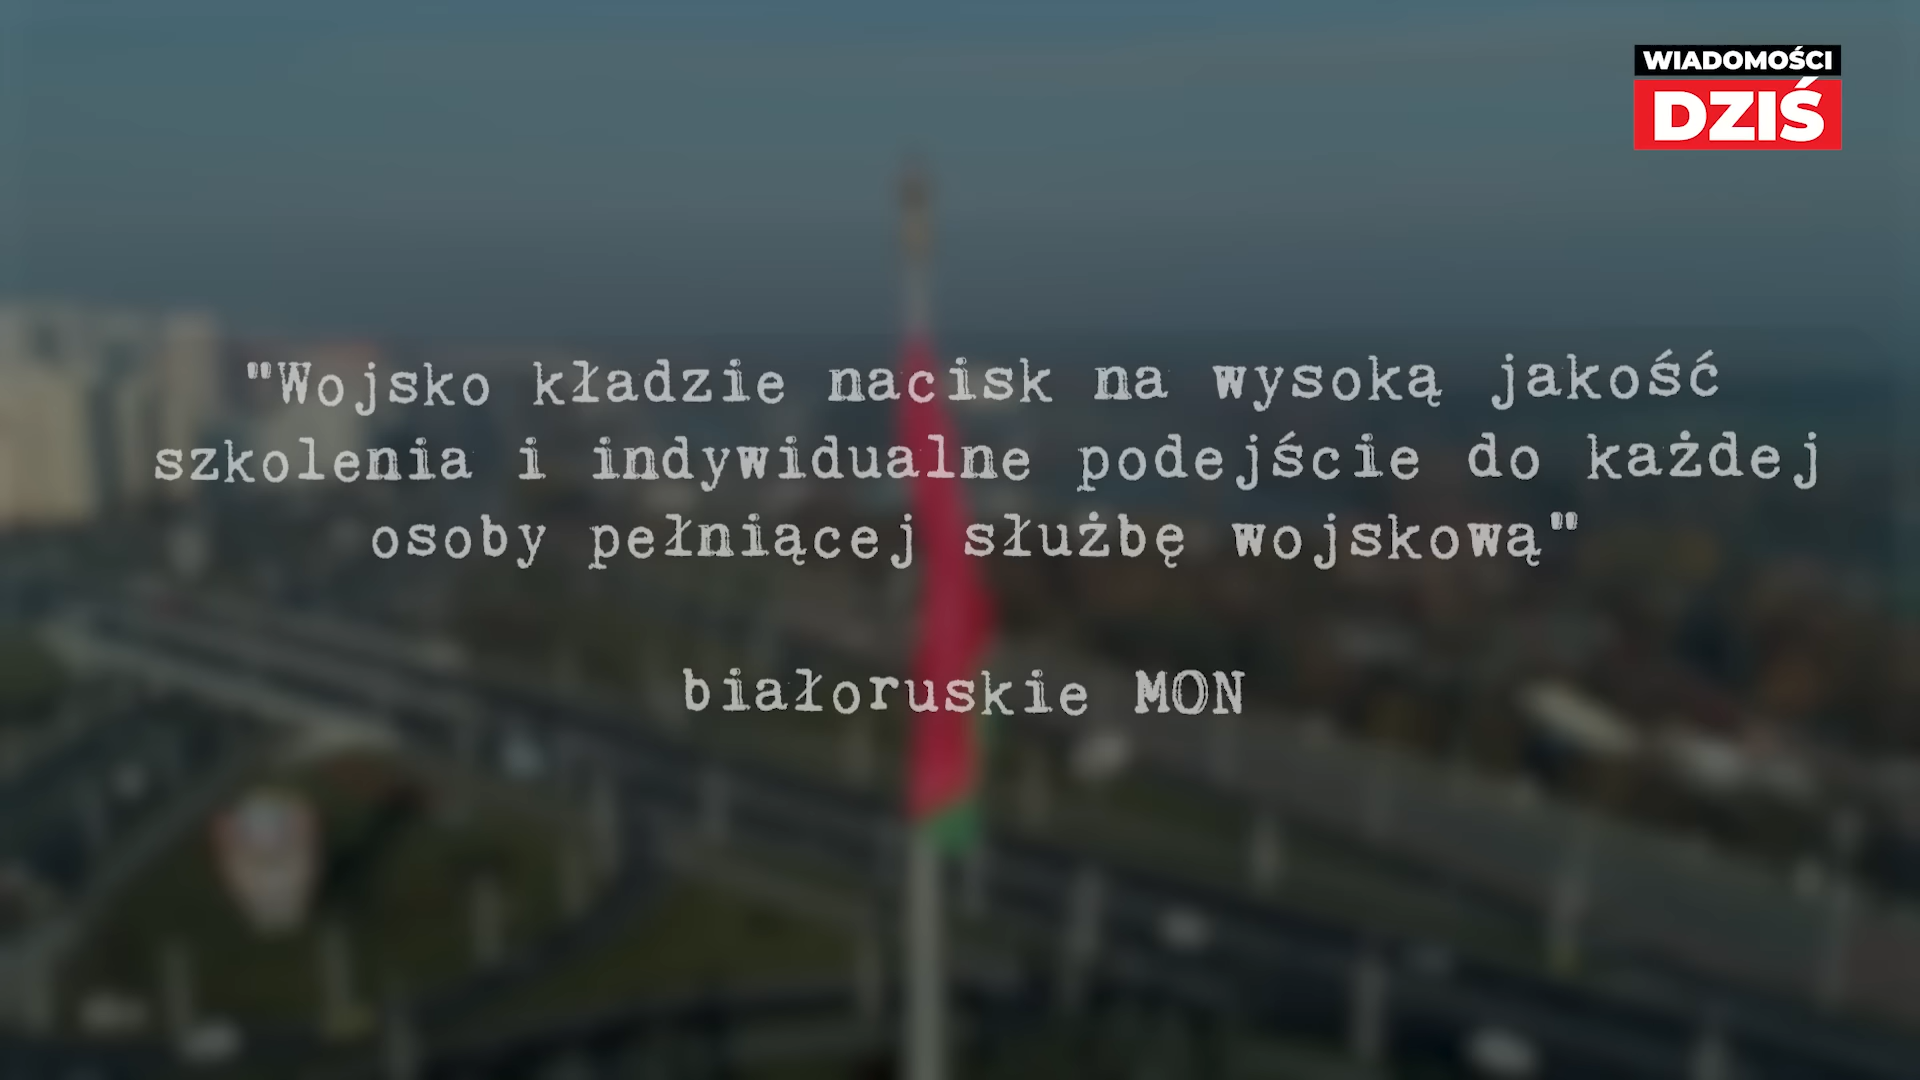 WIADOMOŚCI
DZIŚ
"Wojsko kładzie nacisk na wysoką jakość
szkolenia i indywidualne podejście do każdej
osoby pełniącej służbę wojskową"
białoruskie MON